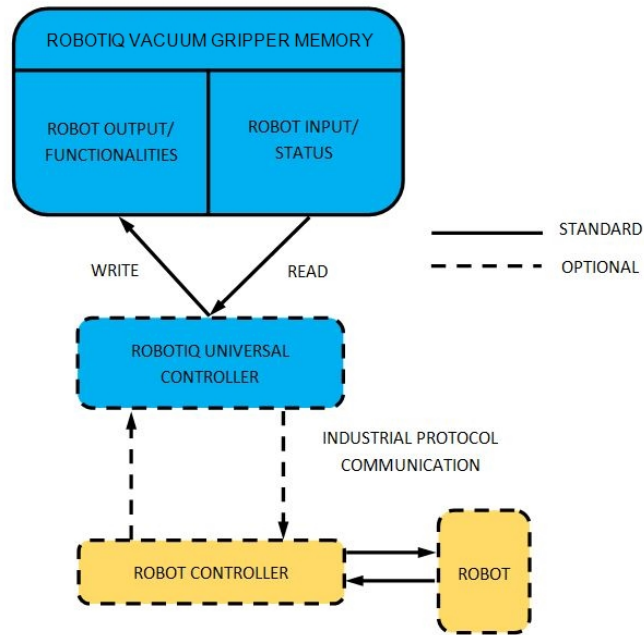 ROBOTIQ VACUUM GRIPPER MEMORY
ROBOT OUTPUT/
FUNCTIONALITIES
ROBOT INPUT/
STATUS
STANDARD
OPTIONAL
WRITE
READ
ROBOTIQ UNIVERSAL
CONTROLLER
INDUSTRIAL PROTOCOL
COMMUNICATION
ROBOT CONTROLLER
ROBOT